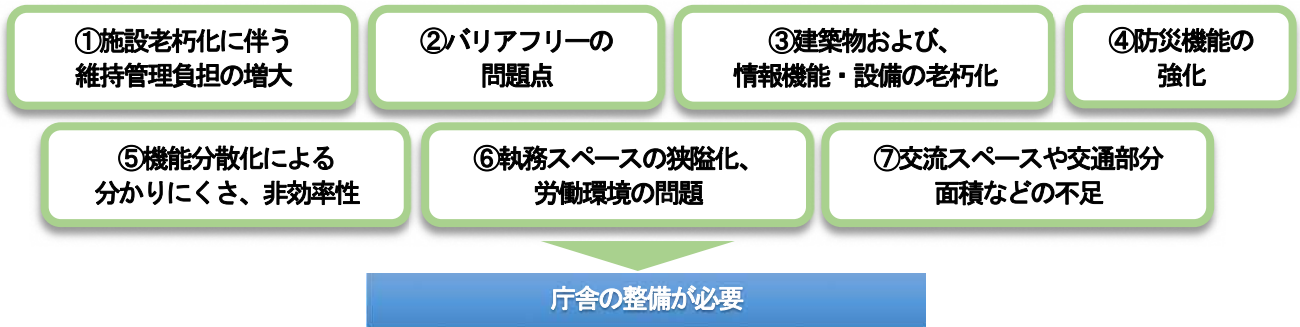 ①施設老朽化に伴う
維持管理負担の増大
②バリアフリーの
問題点
③建築物および、
情報機能・設備の老朽化
④防災機能の
強化
⑤機能分散化による
分かりにくさ、非効率性
⑥執務スペースの狭隘化、
労働環境の問題
⑦交流スペースや交通部分
面積などの不足
庁舎の整備が必要